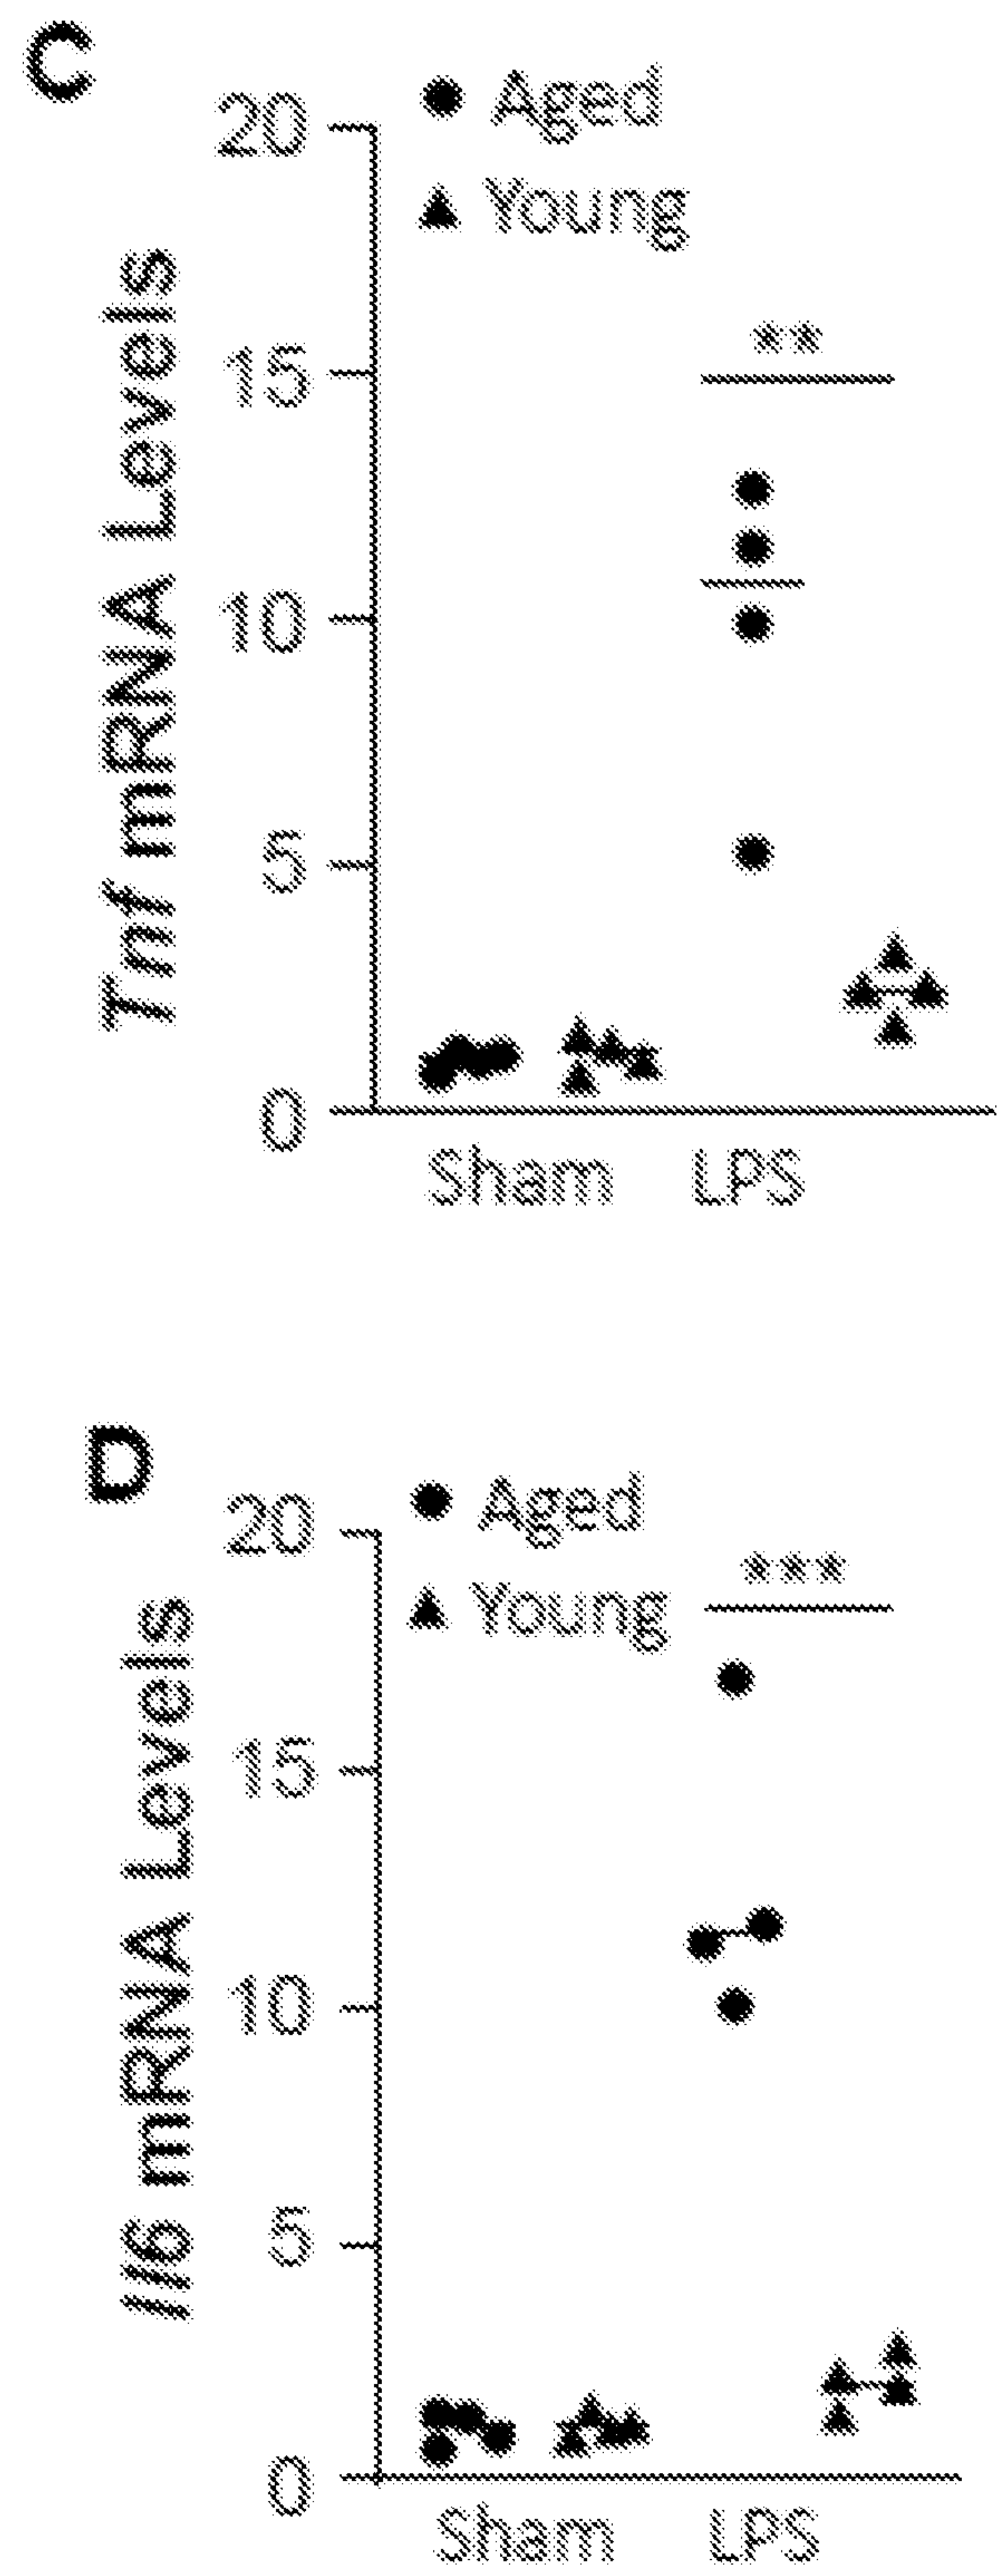 C
Aged
Young
Tnf mRNA Levels
20
15
10
5
0
**
Sham LPS
D
Aged
Young
Il6 mRNA Levels
20
15
10
5
0
***
Sham LPS